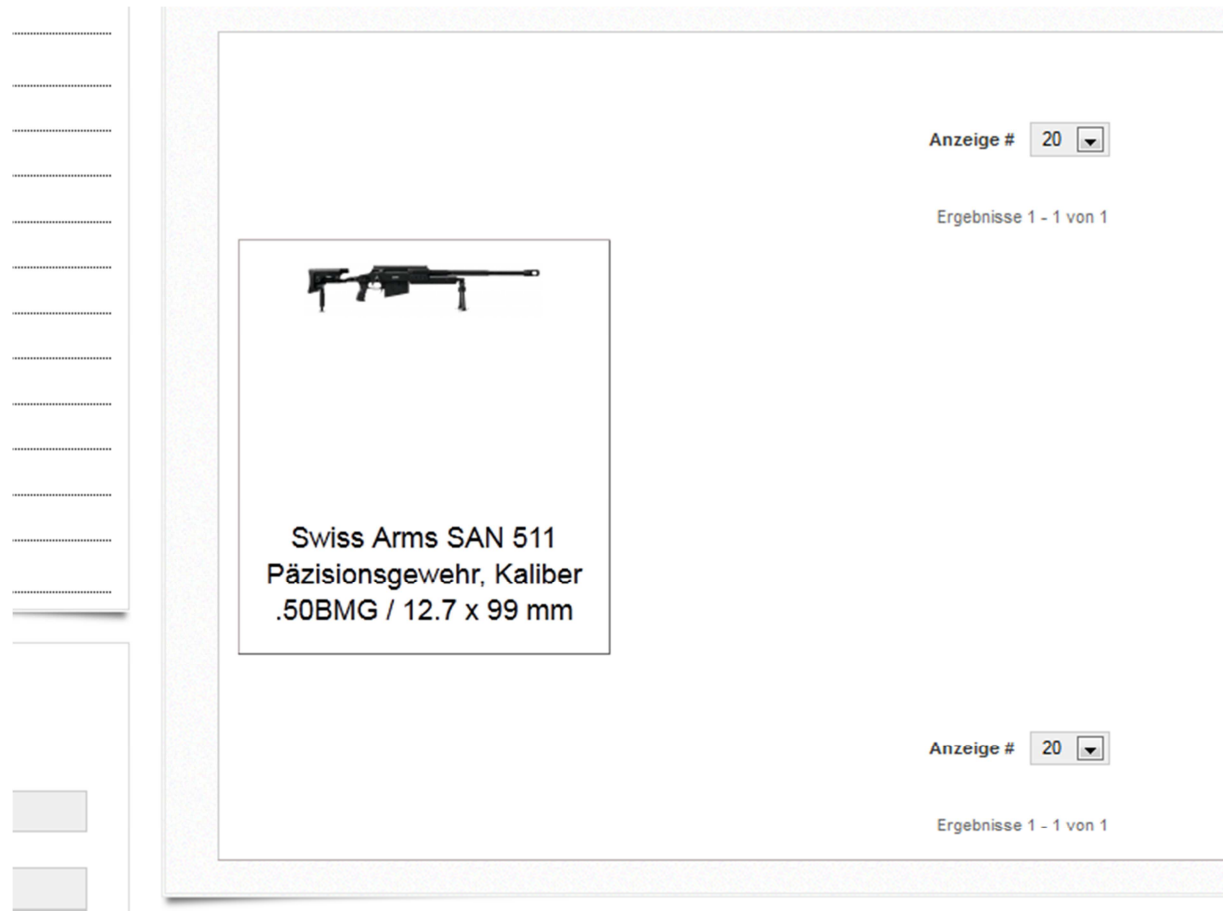 Anzeige # 20
Ergebnisse 1 - 1 von 1
Swiss Arms SAN 511
Päzisionsgewehr, Kaliber
.50BMG / 12.7 x 99 mm
Anzeige # 20
Ergebnisse 1 - 1 von 1